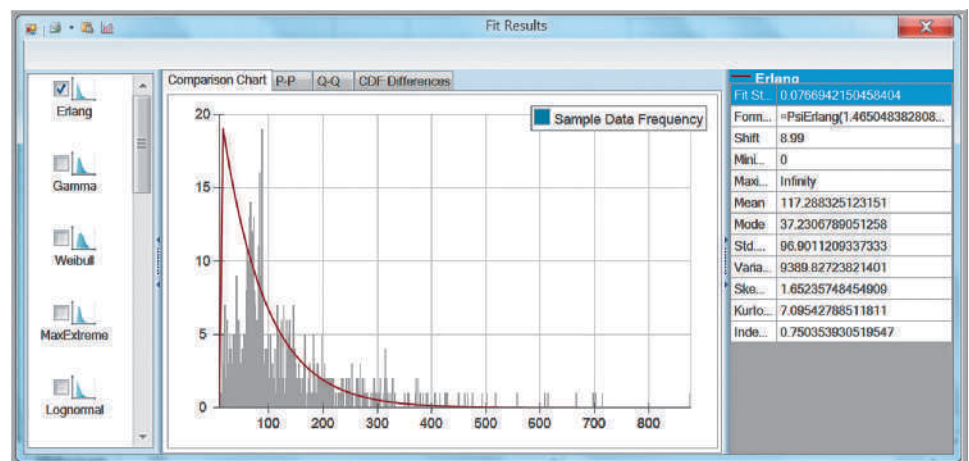 Fit Results
Erlang
Gamma
Weibull
MaxExtreme
Lognormal
Comparison Chart P-P Q-Q CDF Differences
Sample Data Frequency
20
15
10
5
0
100 200 300 400 500 600 700 800
Erlang
Fit St... 0.0766942150458404
Form... =PsiErlang(1.465048382808...
Shift 8.99
Mini... 0
Maxi... Infinity
Mean 117.288325123151
Mode 37.2306789051258
Std.... 96.9011209337333
Varia... 9389.82723821401
Ske... 1.65235748454909
Kurto... 7.09542788511811
Inde... 0.750353930519547